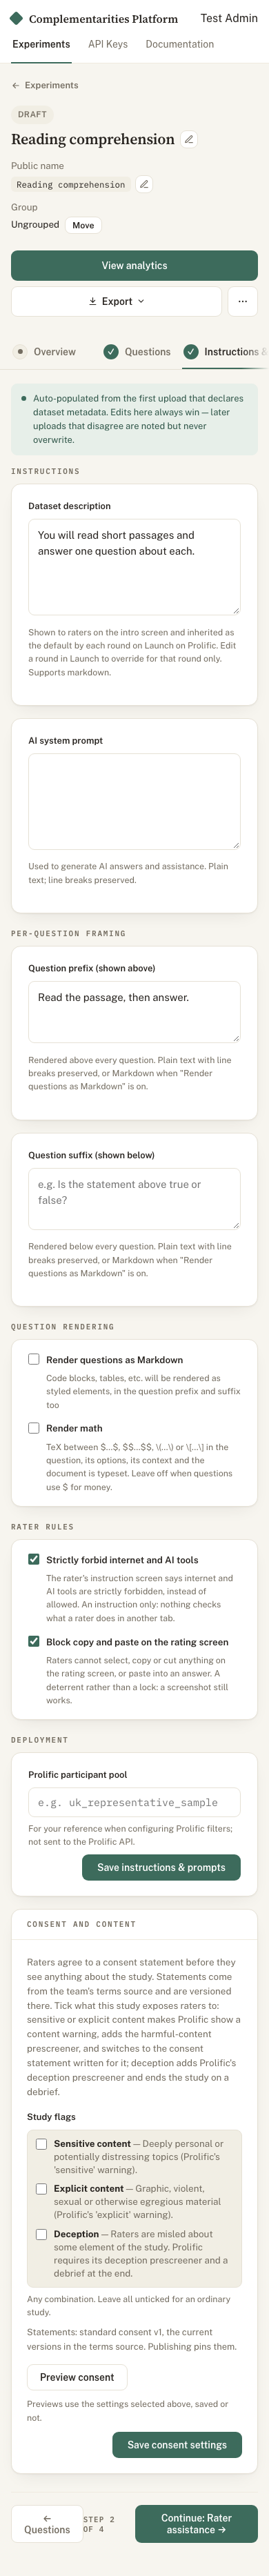 Complementarities Platform
Test Admin
Experiments
API Keys
Documentation
← Experiments
DRAFT
Reading comprehension
Public name
Reading comprehension
Group
Ungrouped
Move
View analytics
Export
Overview
Questions
Instructions &
Auto-populated from the first upload that declares
dataset metadata. Edits here always win — later
uploads that disagree are noted but never
overwrite.
INSTRUCTIONS
Dataset description
You will read short passages and
answer one question about each.
Shown to raters on the intro screen and inherited as
the default by each round on Launch on Prolific. Edit
a round in Launch to override for that round only.
Supports markdown.
AI system prompt
Used to generate AI answers and assistance. Plain
text; line breaks preserved.
PER-QUESTION FRAMING
Question prefix (shown above)
Read the passage, then answer.
Rendered above every question. Plain text with line
breaks preserved, or Markdown when "Render
questions as Markdown" is on.
Question suffix (shown below)
e.g. Is the statement above true or
false?
Rendered below every question. Plain text with line
breaks preserved, or Markdown when "Render
questions as Markdown" is on.
QUESTION RENDERING
Render questions as Markdown
Code blocks, tables, etc. will be rendered as
styled elements, in the question prefix and suffix
too
Render math
TeX between $...$, $$...$$, \(...\) or \[...\] in the
question, its options, its context and the
document is typeset. Leave off when questions
use $ for money.
RATER RULES
Strictly forbid internet and AI tools
The rater's instruction screen says internet and
AI tools are strictly forbidden, instead of
allowed. An instruction only: nothing checks
what a rater does in another tab.
Block copy and paste on the rating screen
Raters cannot select, copy or cut anything on
the rating screen, or paste into an answer. A
deterrent rather than a lock: a screenshot still
works.
DEPLOYMENT
Prolific participant pool
e.g. uk_representative_sample
For your reference when configuring Prolific filters;
not sent to the Prolific API.
Save instructions & prompts
CONSENT AND CONTENT
Raters agree to a consent statement before they
see anything about the study. Statements come
from the team's terms source and are versioned
there. Tick what this study exposes raters to:
sensitive or explicit content makes Prolific show a
content warning, adds the harmful-content
prescreener, and switches to the consent
statement written for it; deception adds Prolific's
deception prescreener and ends the study on a
debrief.
Study flags
Sensitive content — Deeply personal or
potentially distressing topics (Prolific's
'sensitive' warning).
Explicit content — Graphic, violent,
sexual or otherwise egregious material
(Prolific's 'explicit' warning).
Deception — Raters are misled about
some element of the study. Prolific
requires its deception prescreener and a
debrief at the end.
Any combination. Leave all unticked for an ordinary
study.
Statements: standard consent v1, the current
versions in the terms source. Publishing pins them.
Preview consent
Previews use the settings selected above, saved or
not.
Save consent settings
←
Questions
STEP 2
OF 4
Continue: Rater
assistance →